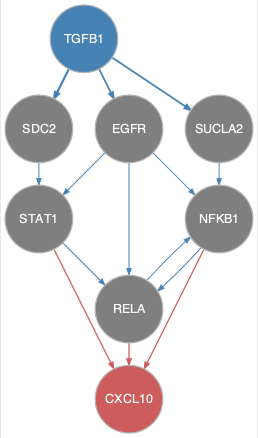 TGFB1
SDC2 EGFR SUCLA2
STAT1 NFKB1
RELA
CXCL10